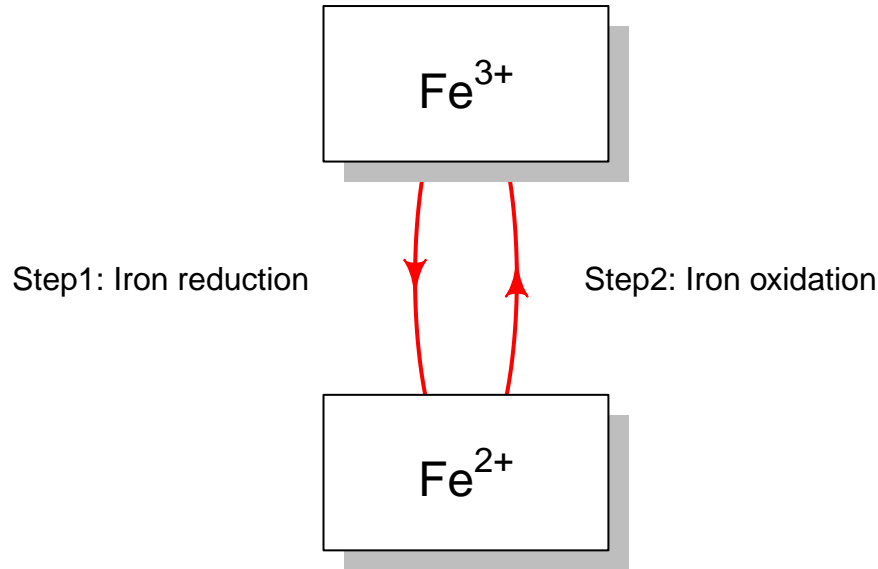 Fe³⁺
Step1: Iron reduction
Step2: Iron oxidation
Fe²⁺